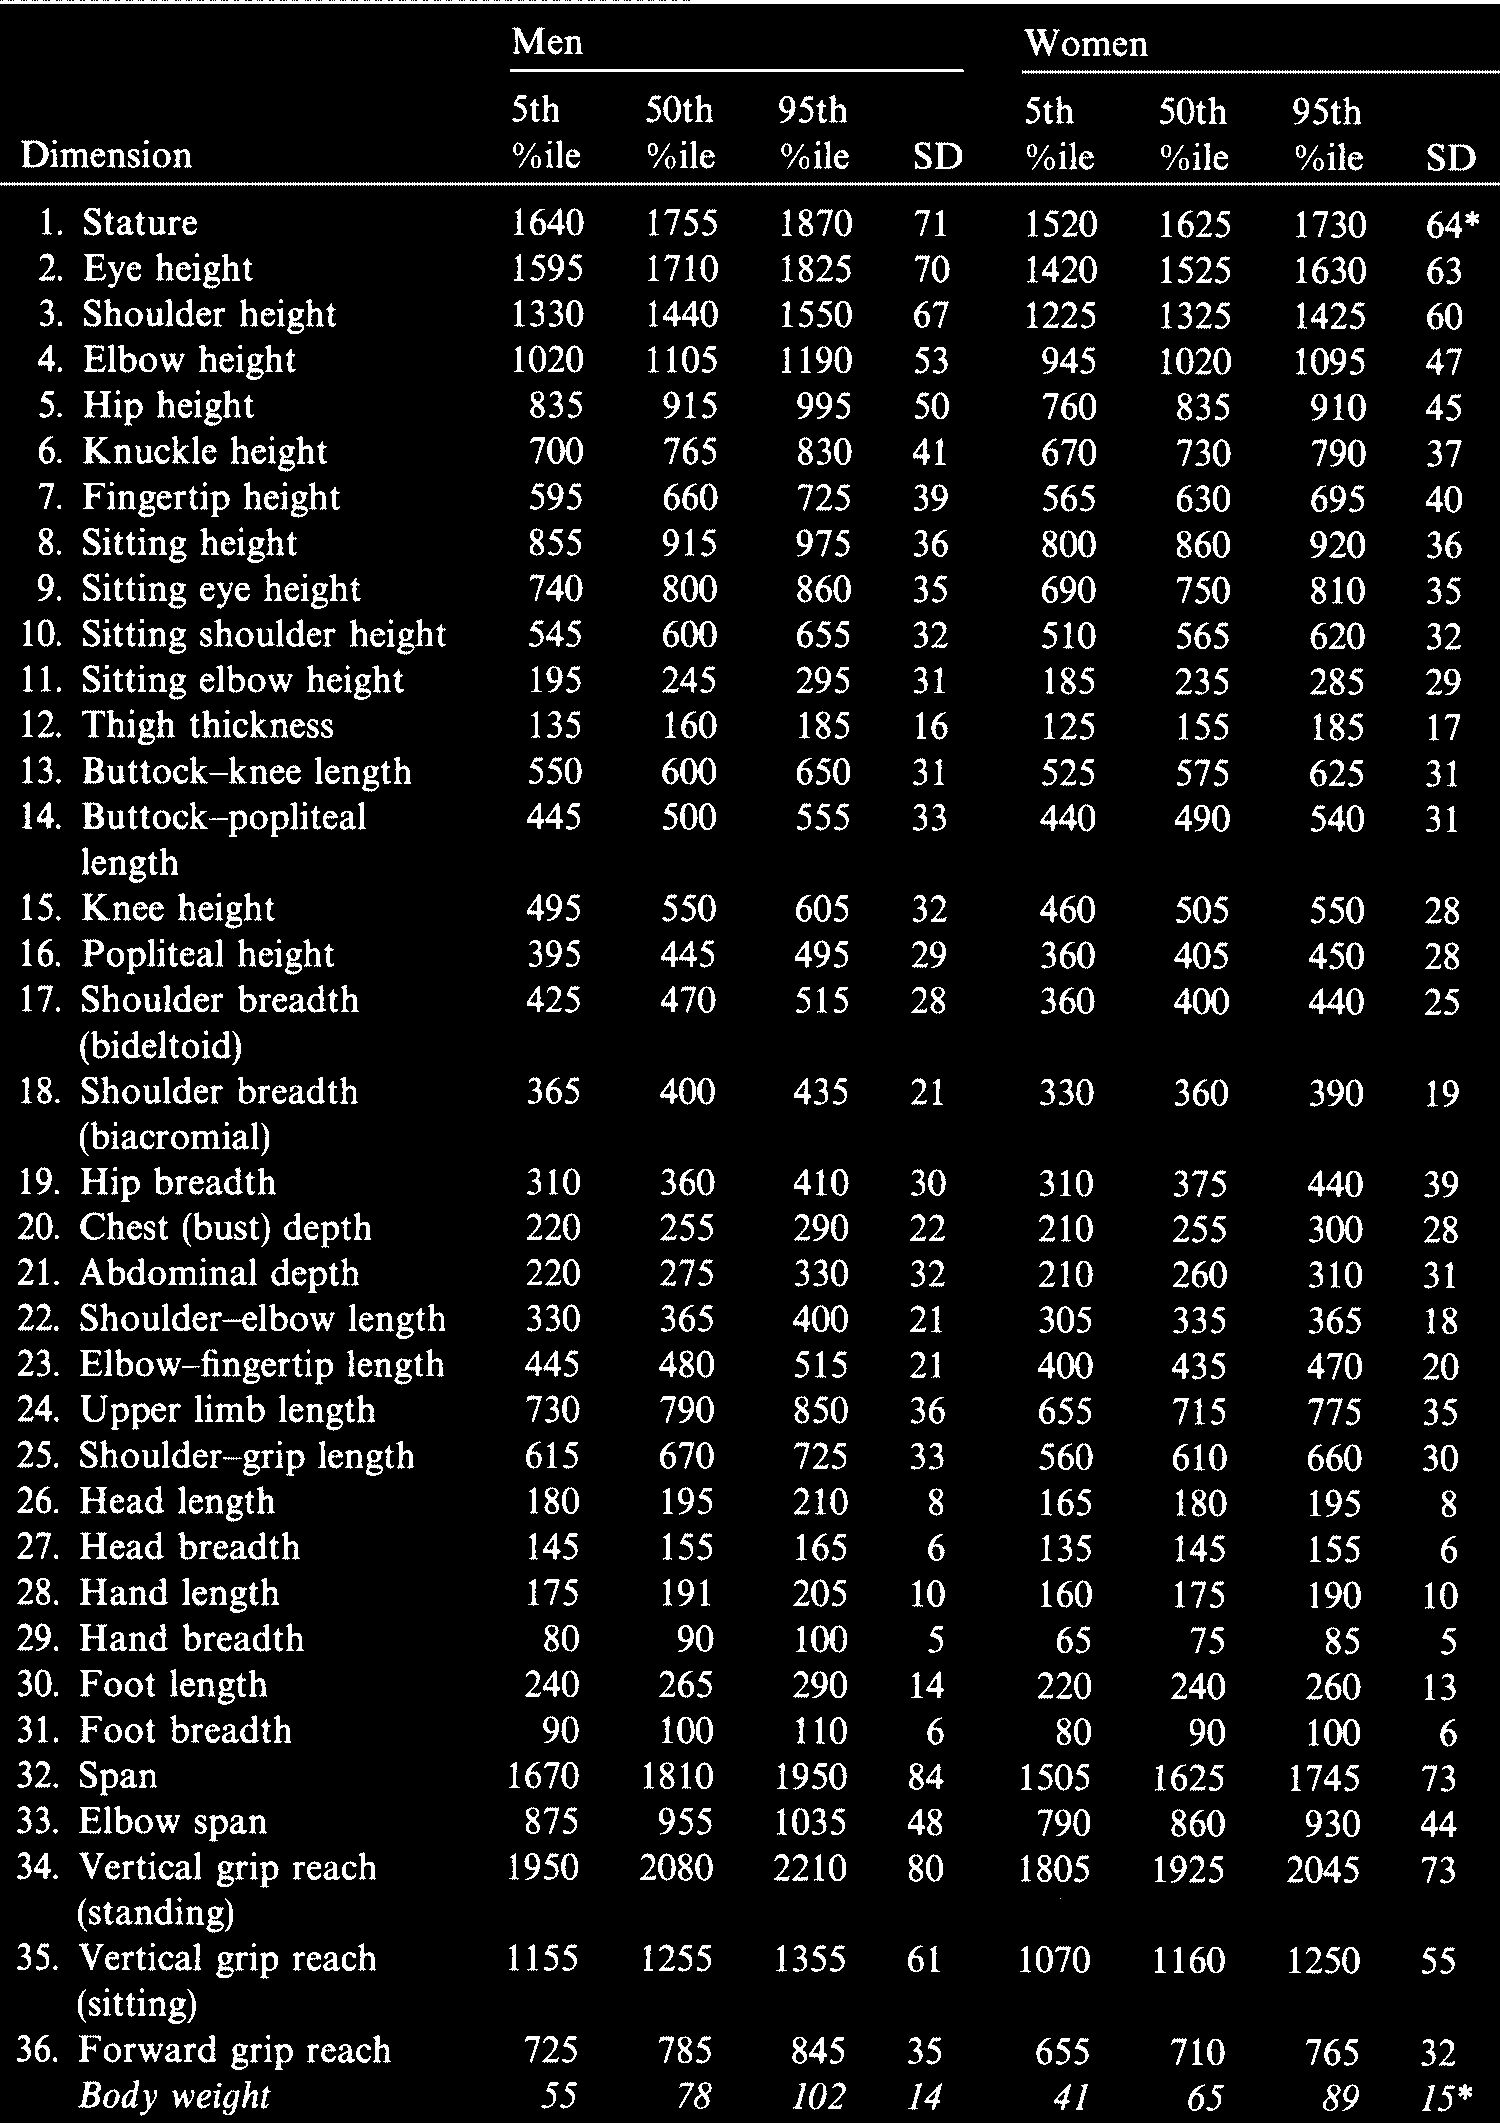 Men Women
5th 50th 95th 5th 50th 95th
Dimension %ile %ile %ile SD %ile %ile %ile SD
1. Stature 1640 1755 1870 71 1520 1625 1730 64*
2. Eye height 1595 1710 1825 70 1420 1525 1630 63
3. Shoulder height 1330 1440 1550 67 1225 1325 1425 60
4. Elbow height 1020 1105 1190 53 945 1020 1095 47
5. Hip height 835 915 995 50 760 835 910 45
6. Knuckle height 700 765 830 41 670 730 790 37
7. Fingertip height 595 660 725 39 565 630 695 40
8. Sitting height 855 915 975 36 800 860 920 36
9. Sitting eye height 740 800 860 35 690 750 810 35
10. Sitting shoulder height 545 600 655 32 510 565 620 32
11. Sitting elbow height 195 245 295 31 185 235 285 29
12. Thigh thickness 135 160 185 16 125 155 185 17
13. Buttock–knee length 550 600 650 31 525 575 625 31
14. Buttock–popliteal 445 500 555 33 440 490 540 31
length
15. Knee height 495 550 605 32 460 505 550 28
16. Popliteal height 395 445 495 29 360 405 450 28
17. Shoulder breadth 425 470 515 28 360 400 440 25
(bideltoid)
18. Shoulder breadth 365 400 435 21 330 360 390 19
(biacromial)
19. Hip breadth 310 360 410 30 310 375 440 39
20. Chest (bust) depth 220 255 290 22 210 255 300 28
21. Abdominal depth 220 275 330 32 210 260 310 31
22. Shoulder–elbow length 330 365 400 21 305 335 365 18
23. Elbow–fingertip length 445 480 515 21 400 435 470 20
24. Upper limb length 730 790 850 36 655 715 775 35
25. Shoulder–grip length 615 670 725 33 560 610 660 30
26. Head length 180 195 210 8 165 180 195 8
27. Head breadth 145 155 165 6 135 145 155 6
28. Hand length 175 191 205 10 160 175 190 10
29. Hand breadth 80 90 100 5 65 75 85 5
30. Foot length 240 265 290 14 220 240 260 13
31. Foot breadth 90 100 110 6 80 90 100 6
32. Span 1670 1810 1950 84 1505 1625 1745 73
33. Elbow span 875 955 1035 48 790 860 930 44
34. Vertical grip reach 1950 2080 2210 80 1805 1925 2045 73
(standing)
35. Vertical grip reach 1155 1255 1355 61 1070 1160 1250 55
(sitting)
36. Forward grip reach 725 785 845 35 655 710 765 32
Body weight 55 78 102 14 41 65 89 15*